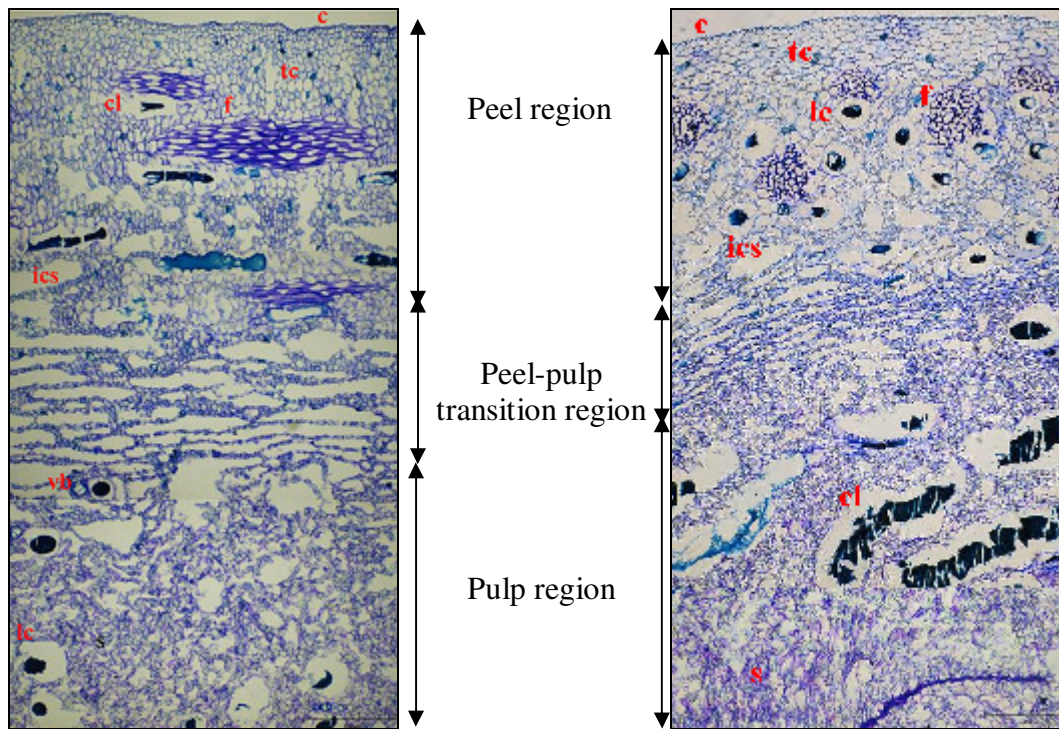 c
tc
cl
f
ics
vb
lc
s
Peel region
Peel-pulp
transition region
Pulp region
c
tc
lc
f
ics
cl
s